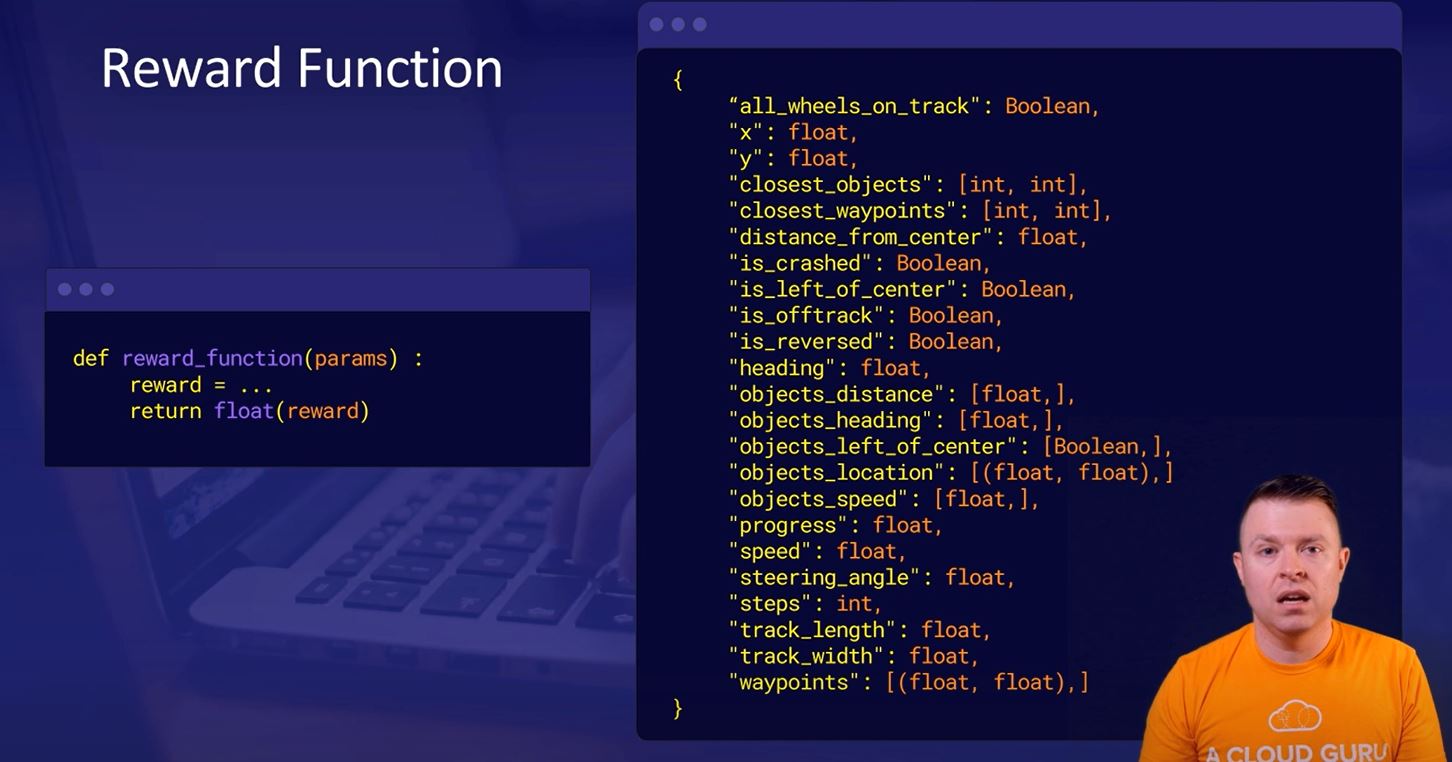 Reward Function
def reward_function(params) :
reward = ...
return float(reward)
{
“all_wheels_on_track": Boolean,
"x": float,
"y": float,
"closest_objects": [int, int],
"closest_waypoints": [int, int],
"distance_from_center": float,
"is_crashed": Boolean,
"is_left_of_center": Boolean,
"is_offtrack": Boolean,
"is_reversed": Boolean,
"heading": float,
"objects_distance": [float,],
"objects_heading": [float,],
"objects_left_of_center": [Boolean,],
"objects_location": [(float, float),]
"objects_speed": [float,],
"progress": float,
"speed": float,
"steering_angle": float,
"steps": int,
"track_length": float,
"track_width": float,
"waypoints": [(float, float),]
}
A CLOUD GURU